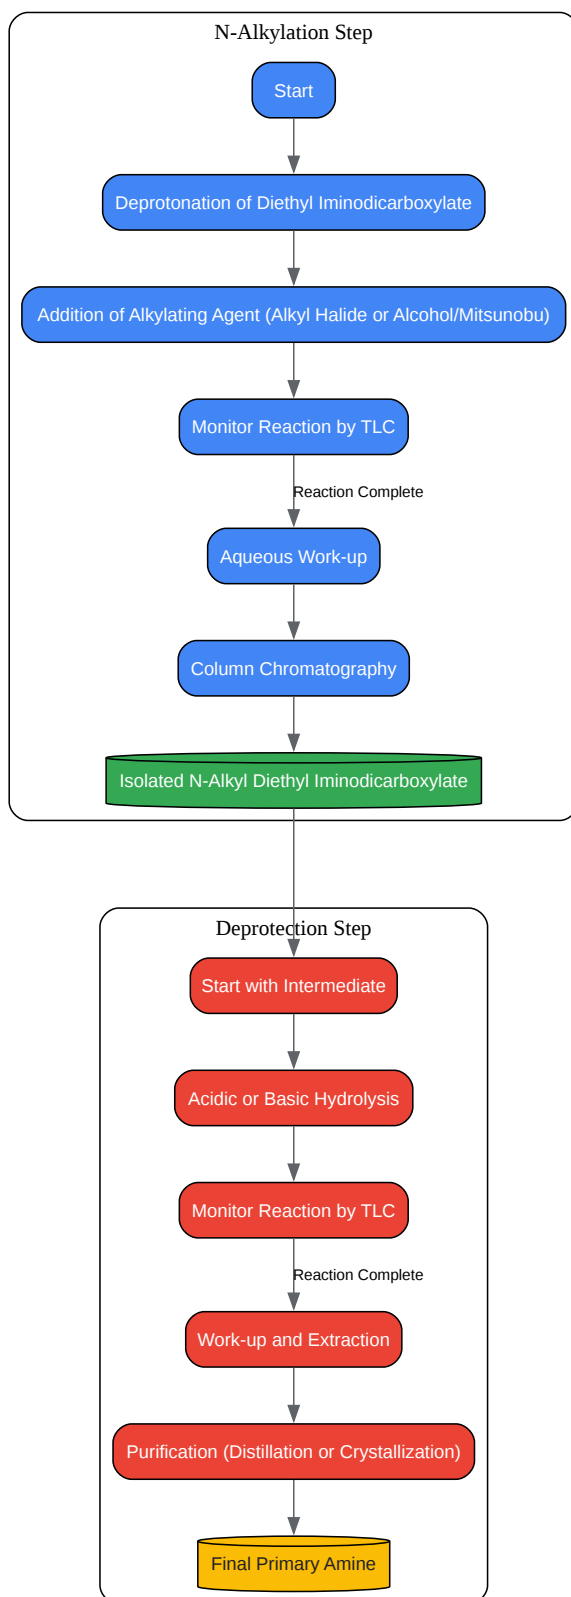 N-Alkylation Step
Start
Deprotonation of Diethyl Iminodicarboxylate
Addition of Alkylating Agent (Alkyl Halide or Alcohol/Mitsunobu)
Monitor Reaction by TLC
Reaction Complete
Aqueous Work-up
Column Chromatography
Isolated N-Alkyl Diethyl Iminodicarboxylate
Deprotection Step
Start with Intermediate
Acidic or Basic Hydrolysis
Monitor Reaction by TLC
Reaction Complete
Work-up and Extraction
Purification (Distillation or Crystallization)
Final Primary Amine